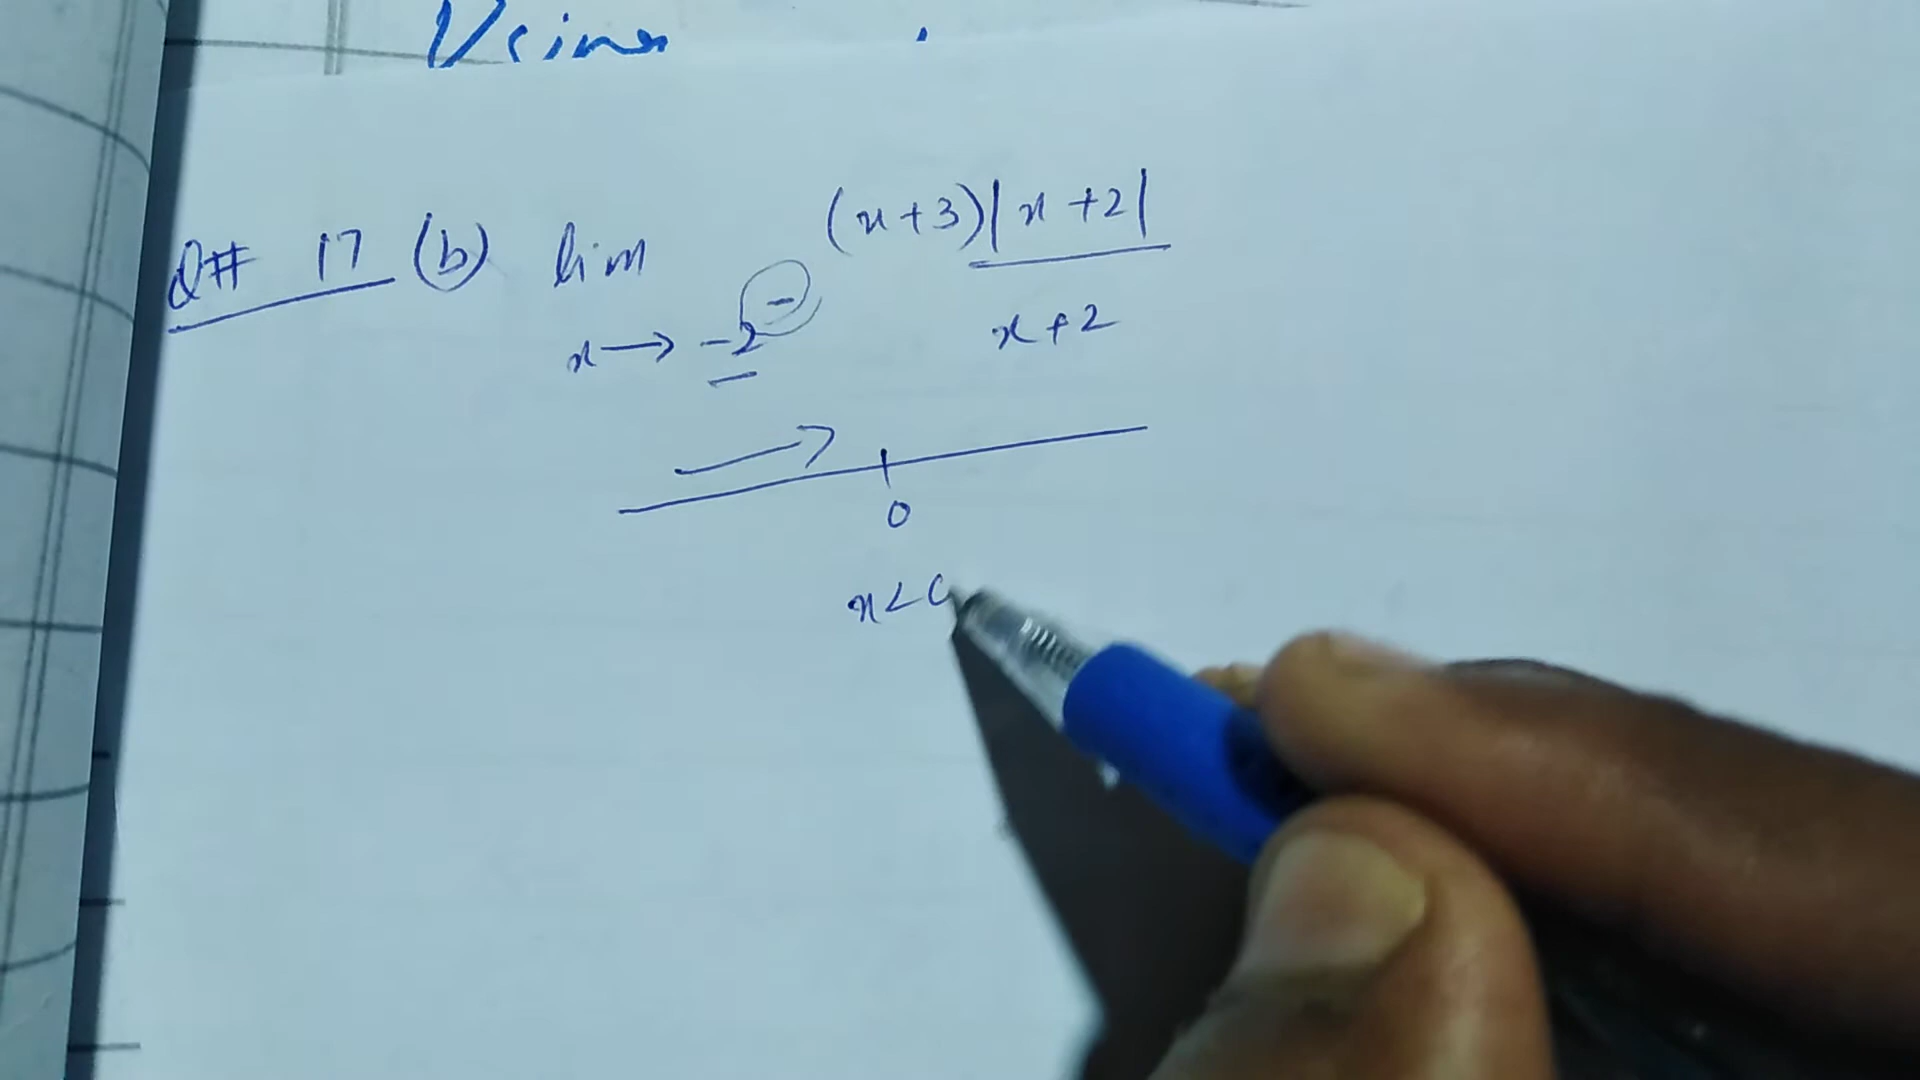 Q# 17 (b) lim (x+3)|x+2|
x → -2⁻ x+2
0
x<0